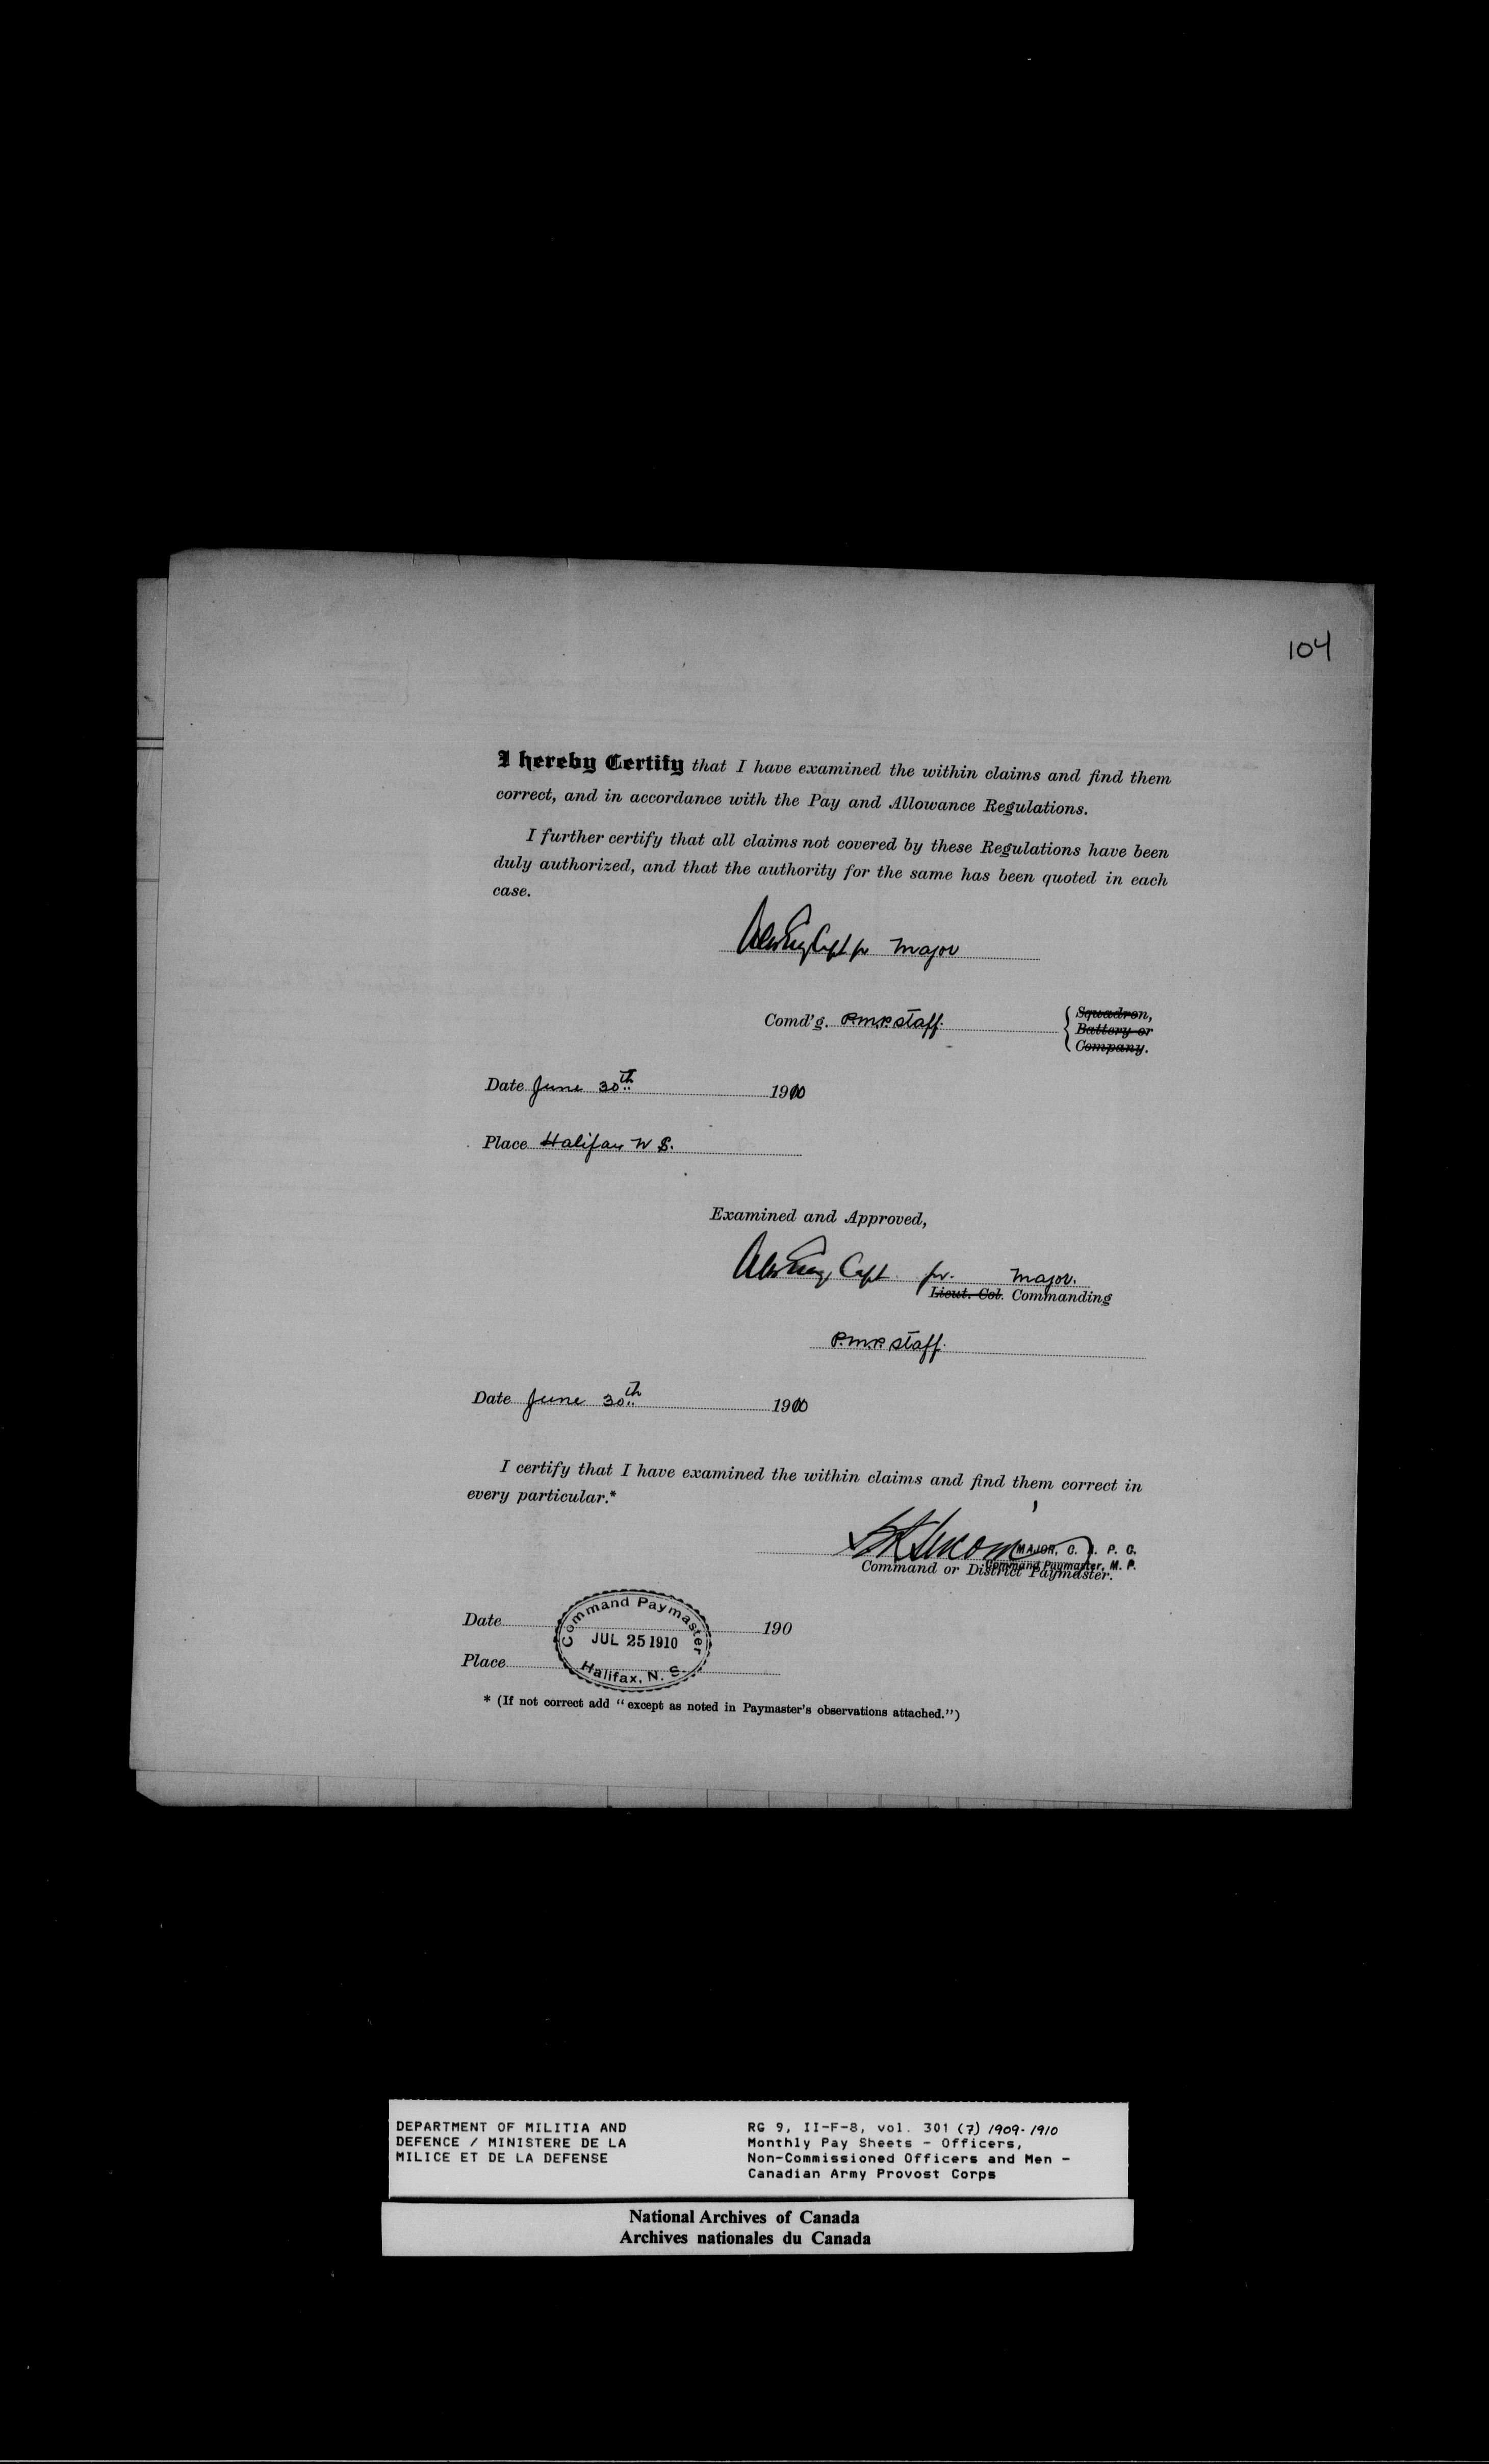 104
I hereby Certify that I have examined the within claims and find them
correct, and in accordance with the Pay and Allowance Regulations.
I further certify that all claims not covered by these Regulations have been
duly authorized, and that the authority for the same has been quoted in each
case.
Capt for Major
Comd'g. R.M.P. Staff. { Squadron,
Battery or
Company.
Date June 30th 1910
Place Halifax N S.
Examined and Approved,
Capt. for. Major.
Lieut. Col. Commanding
R.M.P. Staff.
Date June 30th 1910
I certify that I have examined the within claims and find them correct in
every particular.*
MAJOR, C. A. P. C.
Command Paymaster, M. P.
Command or District Paymaster.
Command Paymaster
Date 190
JUL 25 1910
Place
Halifax, N. S.
* (If not correct add "except as noted in Paymaster's observations attached.")
DEPARTMENT OF MILITIA AND
DEFENCE / MINISTERE DE LA
MILICE ET DE LA DEFENSE
RG 9, II-F-8, vol. 301 (7) 1909-1910
Monthly Pay Sheets - Officers,
Non-Commissioned Officers and Men -
Canadian Army Provost Corps
National Archives of Canada
Archives nationales du Canada